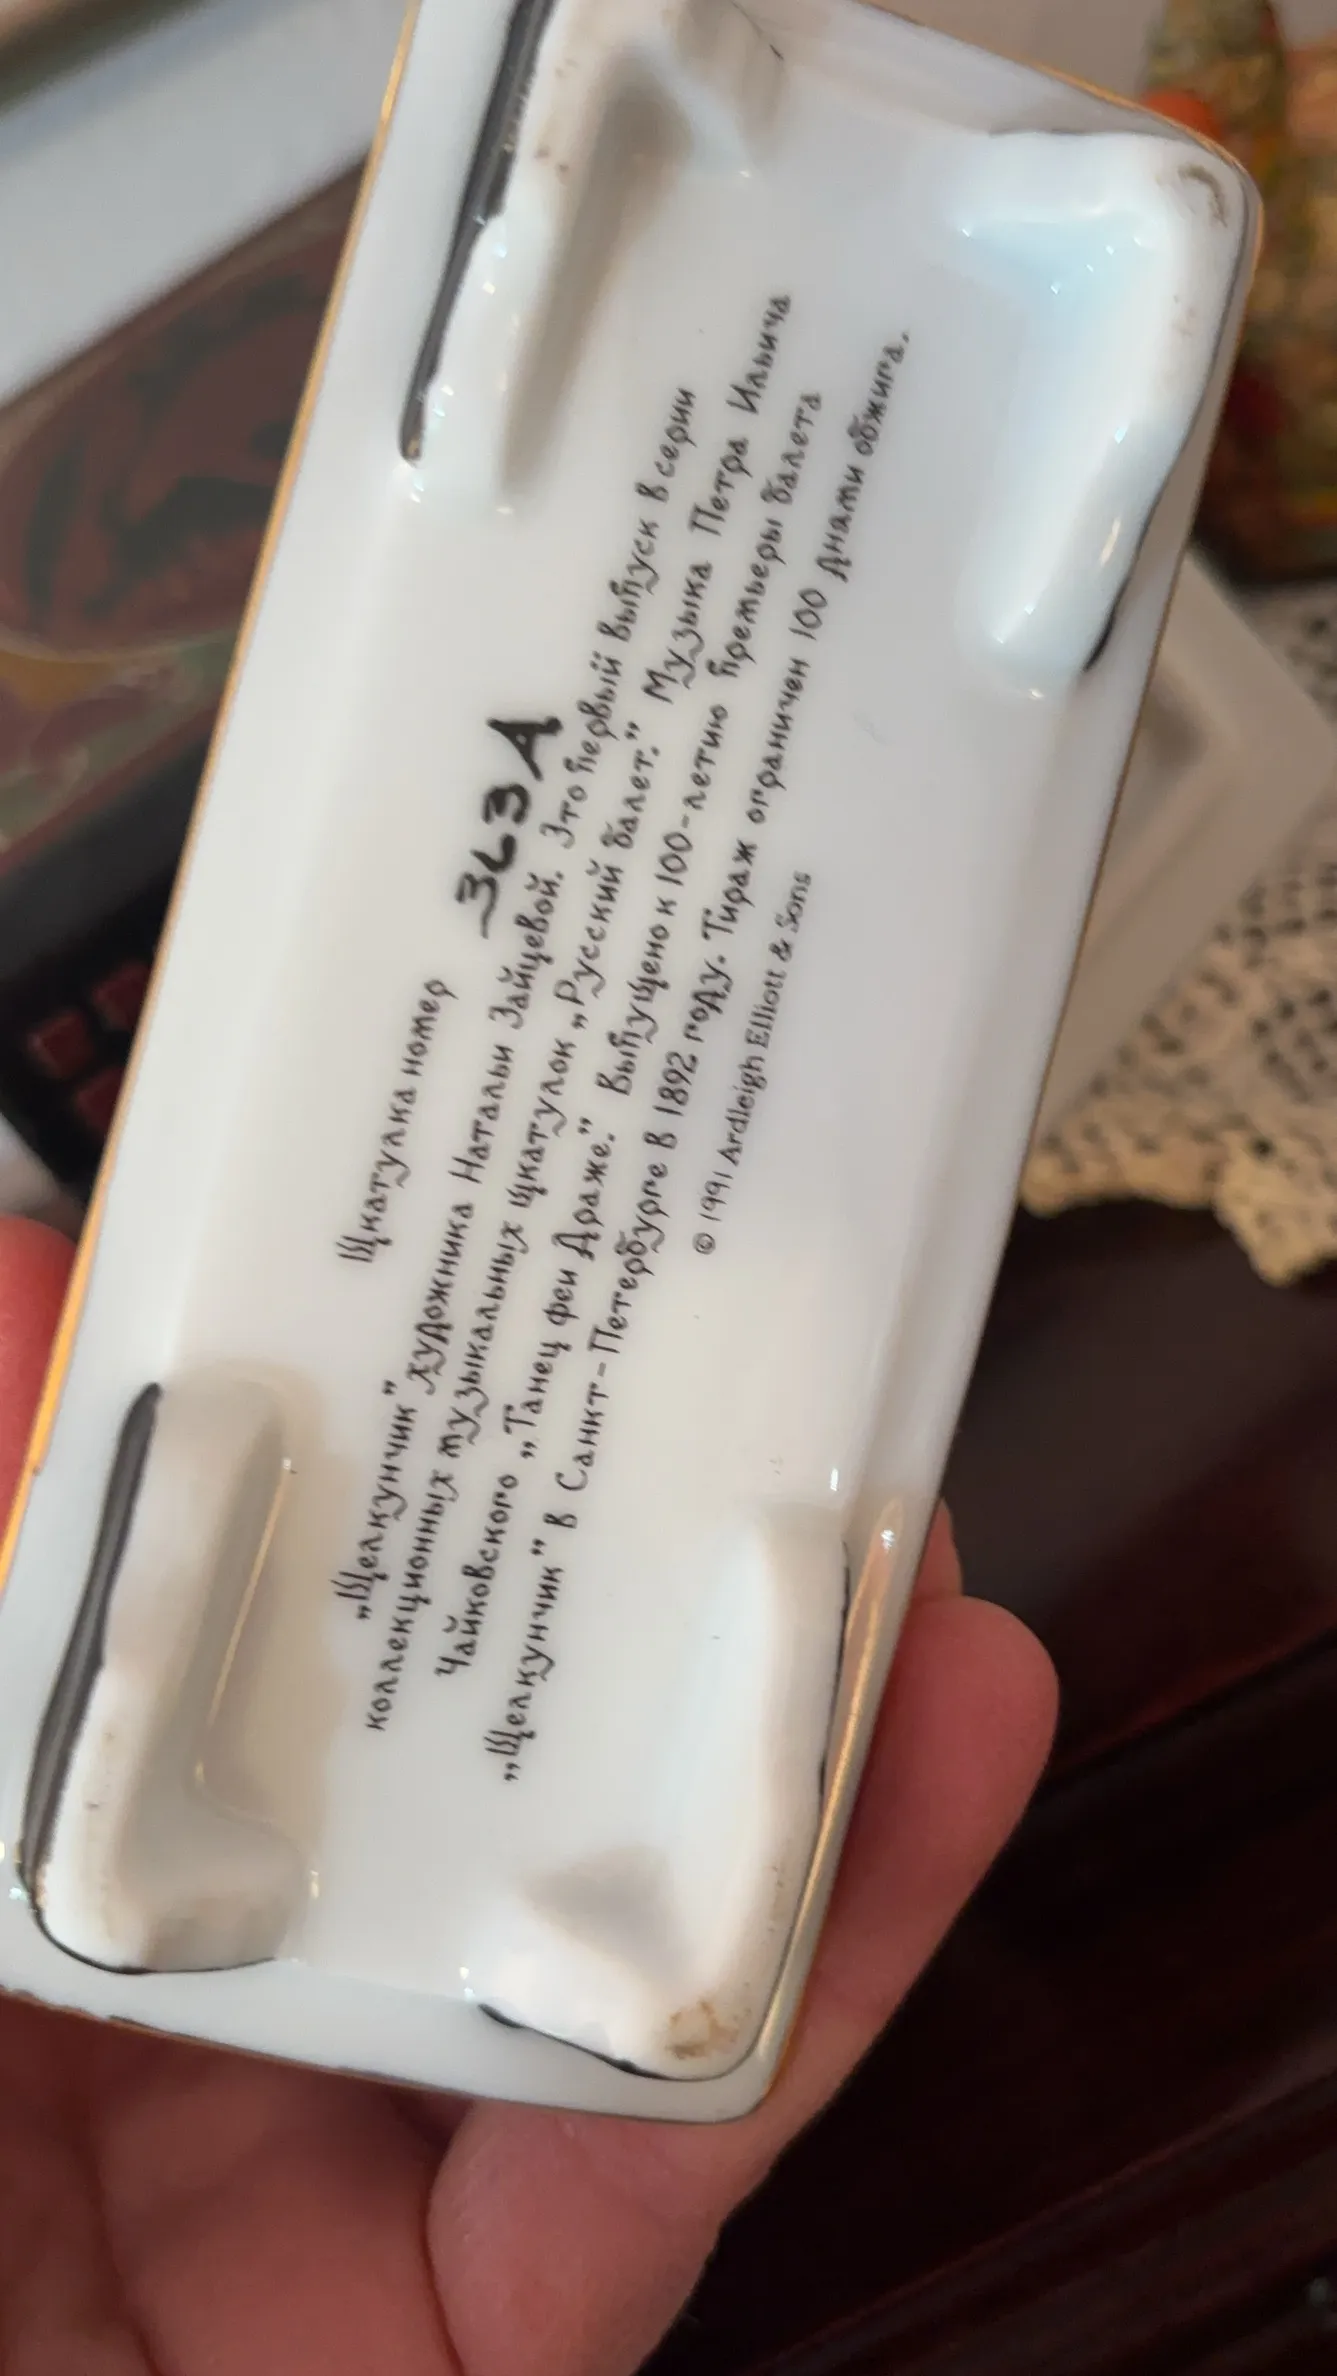 Шкатулка номер 363А
„Щелкунчик” художника Натальи Зайцевой. Это первый выпуск в серии
коллекционных музыкальных шкатулок „Русский балет.” Музыка Петра Ильича
Чайковского „Танец феи Драже.” Выпущено к 100-летию премьеры балета
„Щелкунчик” в Санкт-Петербурге в 1892 году. Тираж ограничен 100 днями обжига.
© 1991 Ardleigh Elliott & Sons